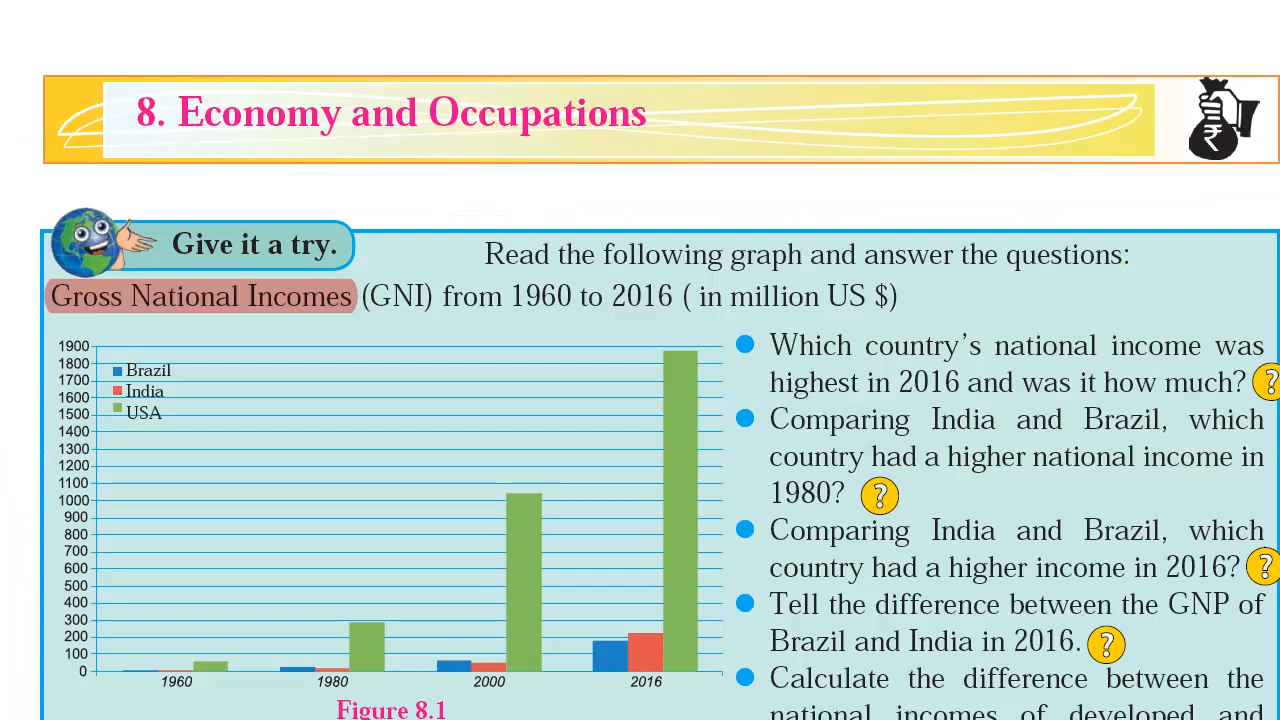 8. Economy and Occupations
₹
Give it a try.
Read the following graph and answer the questions:
Gross National Incomes (GNI) from 1960 to 2016 ( in million US $)
1900
1800
1700
1600
1500
1400
1300
1200
1100
1000
900
800
700
600
500
400
300
200
100
0
Brazil
India
USA
1960 1980 2000 2016
Figure 8.1
● Which country's national income was
highest in 2016 and was it how much? ?
● Comparing India and Brazil, which
country had a higher national income in
1980? ?
● Comparing India and Brazil, which
country had a higher income in 2016? ?
● Tell the difference between the GNP of
Brazil and India in 2016. ?
● Calculate the difference between the
national incomes of developed and